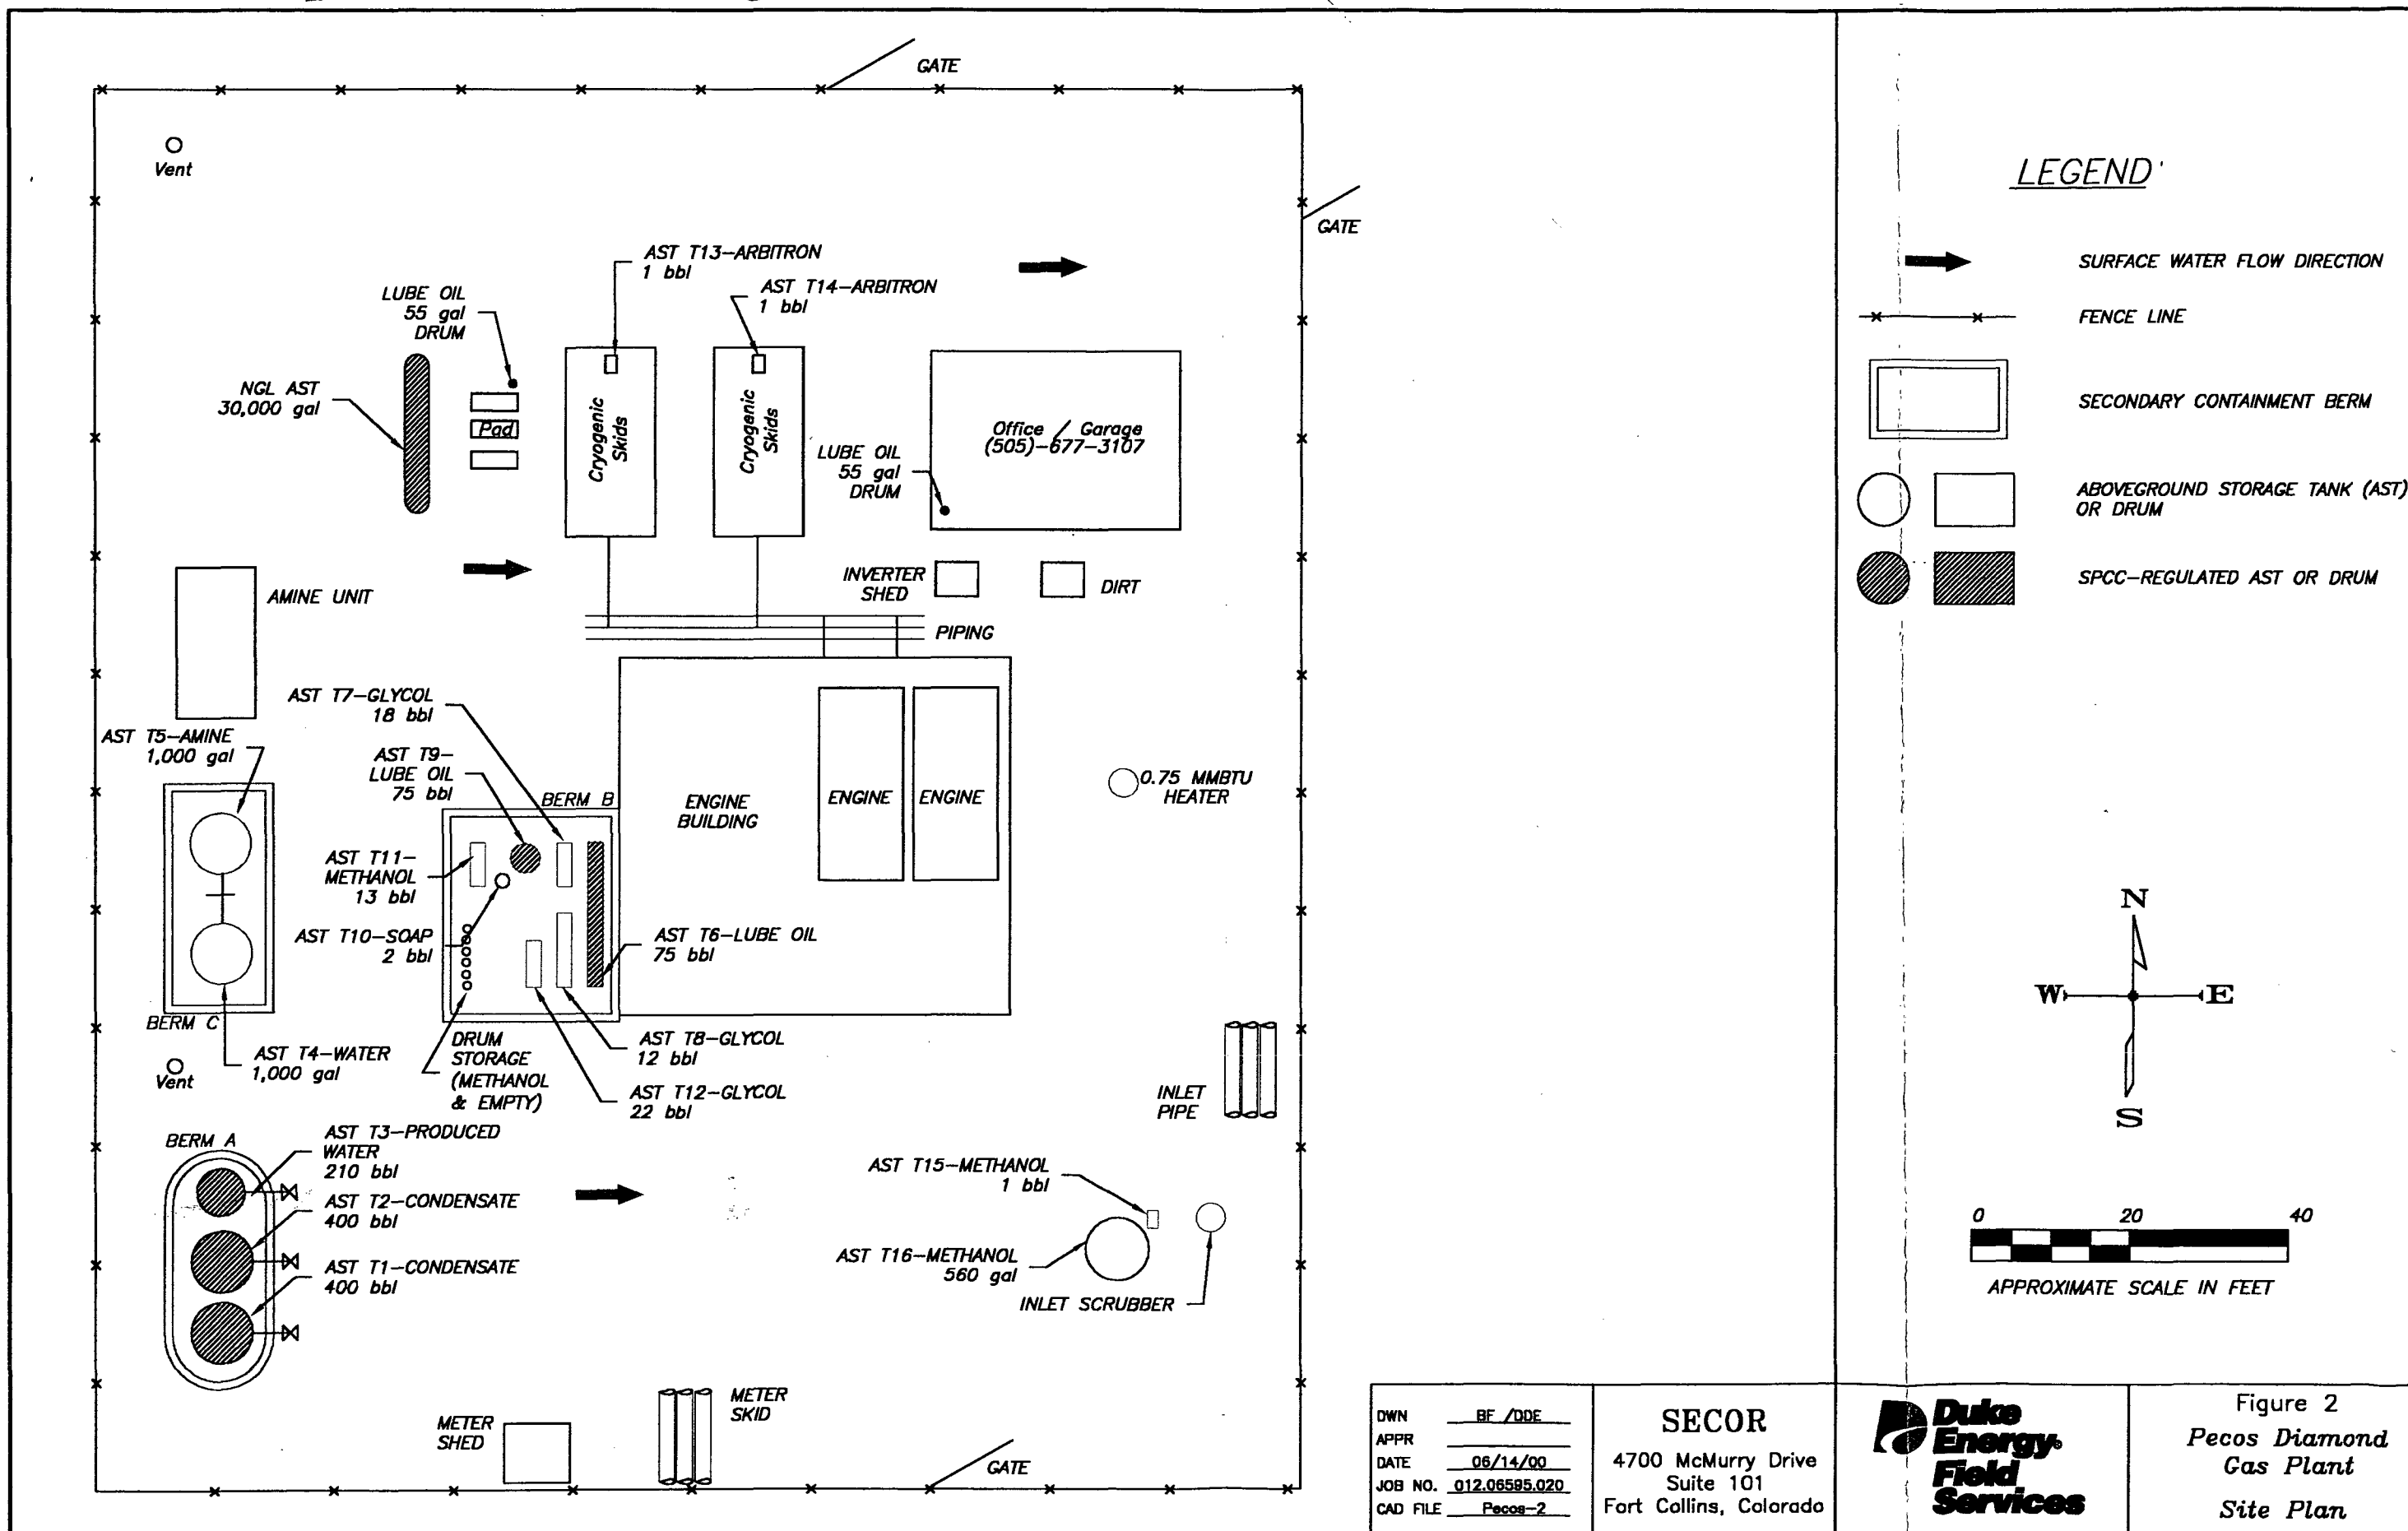 GATE
Vent
GATE
AST T13-ARBITRON
1 bbl
AST T14-ARBITRON
1 bbl
LUBE OIL
55 gal
DRUM
NGL AST
30,000 gal
Pad
Cryogenic
Skids
Cryogenic
Skids
Office / Garage
(505)-677-3107
LUBE OIL
55 gal
DRUM
AMINE UNIT
INVERTER
SHED
DIRT
PIPING
AST T7-GLYCOL
18 bbl
AST T5-AMINE
1,000 gal
AST T9-
LUBE OIL
75 bbl
BERM B
ENGINE
BUILDING
ENGINE
ENGINE
0.75 MMBTU
HEATER
AST T11-
METHANOL
13 bbl
AST T10-SOAP
2 bbl
AST T6-LUBE OIL
75 bbl
BERM C
AST T4-WATER
1,000 gal
Vent
DRUM
STORAGE
(METHANOL
& EMPTY)
AST T8-GLYCOL
12 bbl
AST T12-GLYCOL
22 bbl
INLET
PIPE
BERM A
AST T3-PRODUCED
WATER
210 bbl
AST T2-CONDENSATE
400 bbl
AST T1-CONDENSATE
400 bbl
AST T15-METHANOL
1 bbl
AST T16-METHANOL
560 gal
INLET SCRUBBER
METER
SHED
METER
SKID
GATE
LEGEND
SURFACE WATER FLOW DIRECTION
FENCE LINE
SECONDARY CONTAINMENT BERM
ABOVEGROUND STORAGE TANK (AST)
OR DRUM
SPCC-REGULATED AST OR DRUM
N
W E
S
0 20 40
APPROXIMATE SCALE IN FEET
DWN BF /DDE
APPR
DATE 06/14/00
JOB NO. 012.06595.020
CAD FILE Pecos-2
SECOR
4700 McMurry Drive
Suite 101
Fort Collins, Colorado
Duke
Energy®
Field
Services
Figure 2
Pecos Diamond
Gas Plant
Site Plan